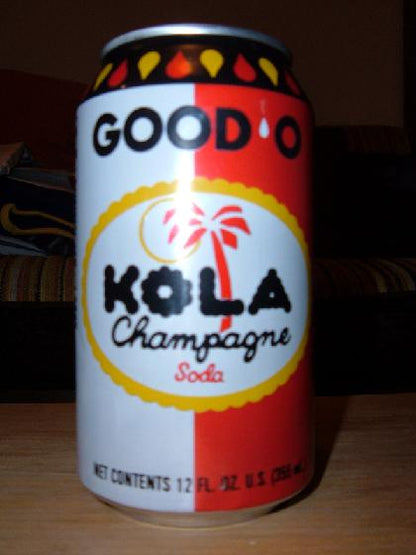 GOOD·O
KOLA
Champagne
Soda
NET CONTENTS 12 FL. OZ. U.S. (355 mL)